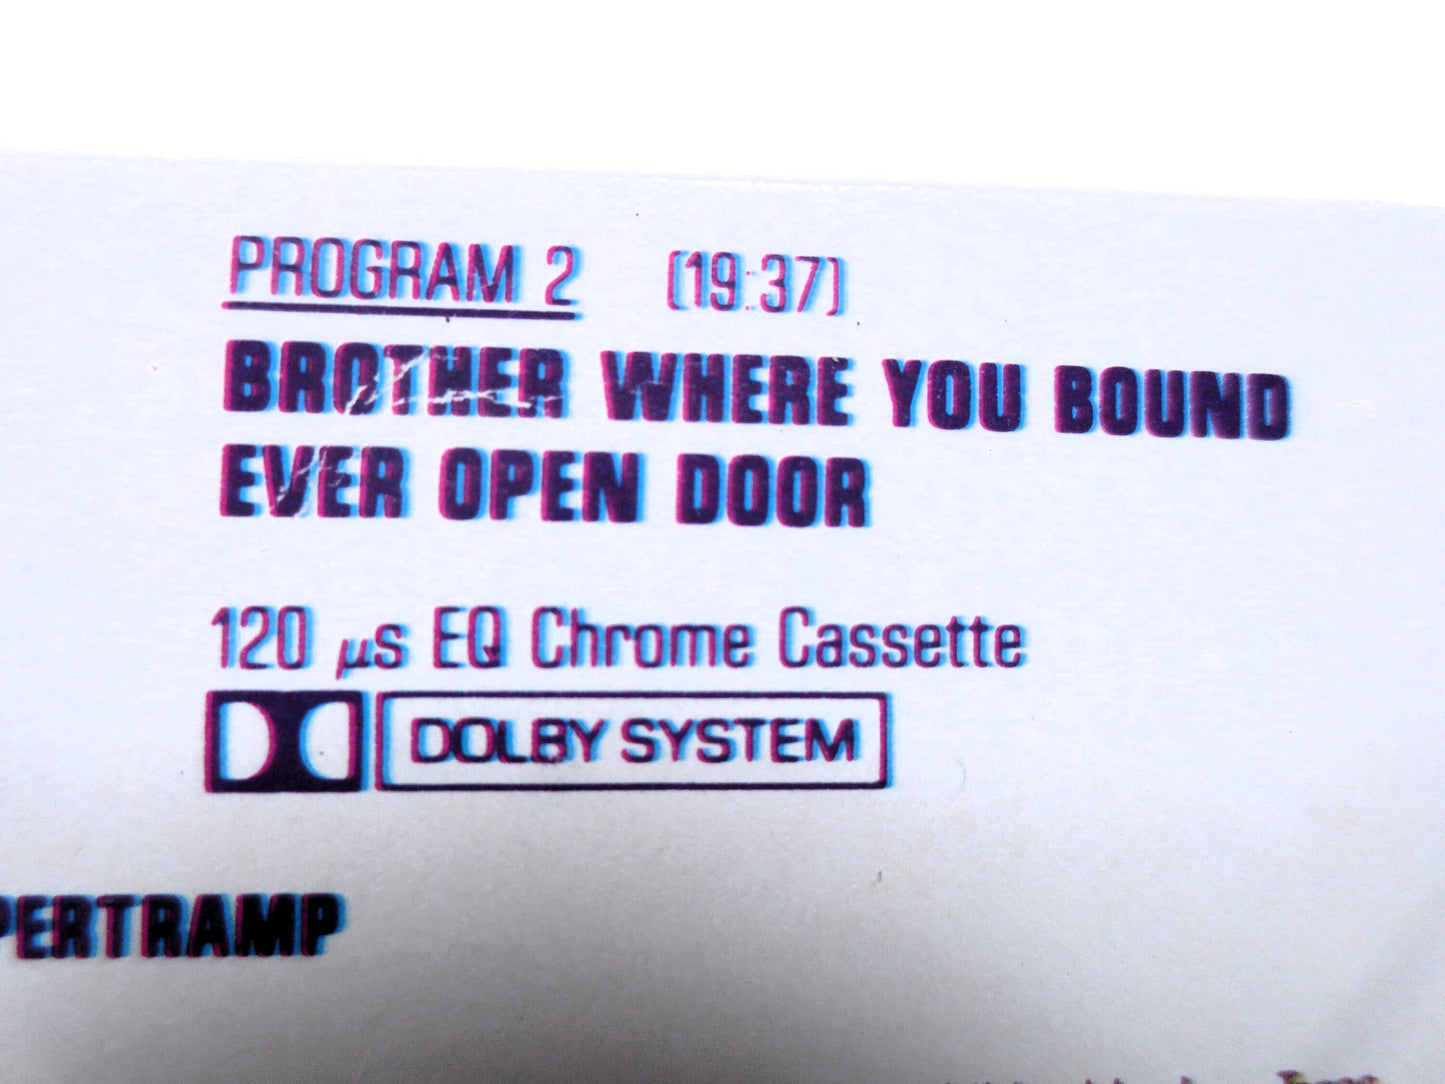 PROGRAM 2 (19:37)
BROTHER WHERE YOU BOUND
EVER OPEN DOOR
120 µs EQ Chrome Cassette
DOLBY SYSTEM
PERTRAMP